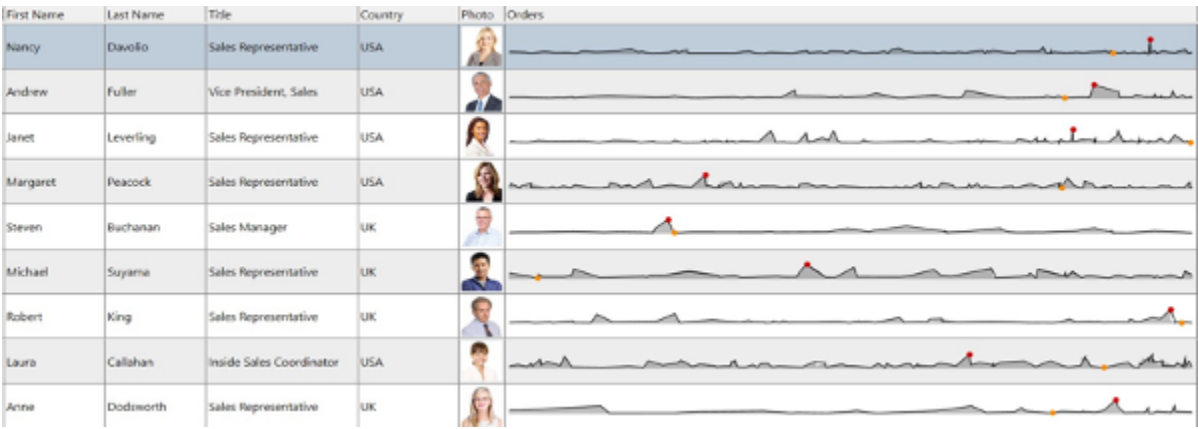 First Name Last Name Title Country Photo Orders
Nancy Davolio Sales Representative USA
Andrew Fuller Vice President, Sales USA
Janet Leverling Sales Representative USA
Margaret Peacock Sales Representative USA
Steven Buchanan Sales Manager UK
Michael Suyama Sales Representative UK
Robert King Sales Representative UK
Laura Callahan Inside Sales Coordinator USA
Anne Dodsworth Sales Representative UK